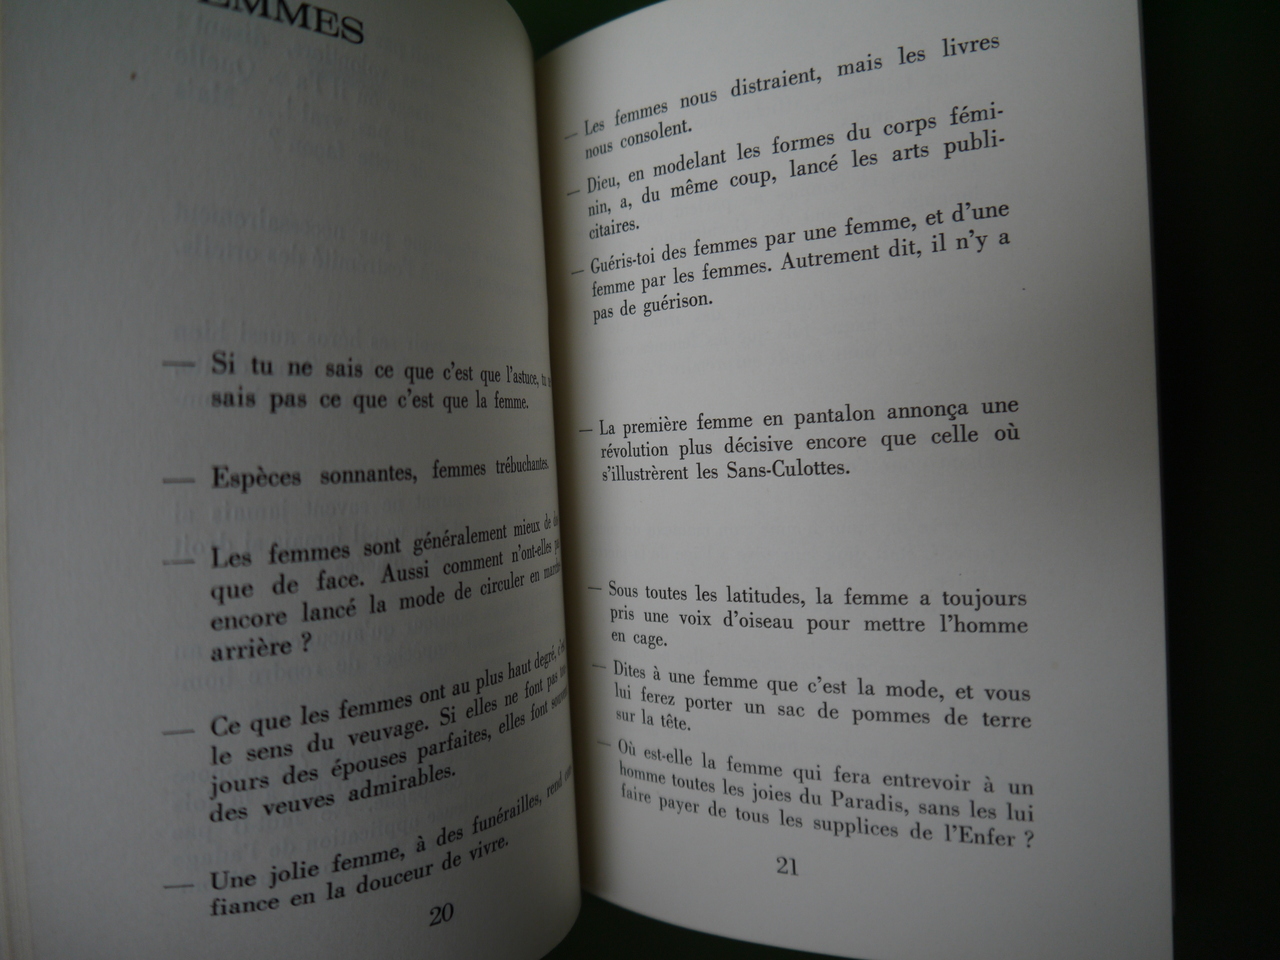 EMMES
— Si tu ne sais ce que c'est que l'astuce, tu
sais pas ce que c'est que la femme.
— Espèces sonnantes, femmes trébuchantes.
— Les femmes sont généralement mieux de
que de face. Aussi comment n'ont-elles
encore lancé la mode de circuler en
arrière ?
— Ce que les femmes ont au plus haut degré,
le sens du veuvage. Si elles ne font pas
jours des épouses parfaites, elles font
des veuves admirables.
— Une jolie femme, à des funérailles, rend
fiance en la douceur de vivre.
20
— Les femmes nous distraient, mais les livres
nous consolent.
— Dieu, en modelant les formes du corps fémi-
nin, a, du même coup, lancé les arts publi-
citaires.
— Guéris-toi des femmes par une femme, et d'une
femme par les femmes. Autrement dit, il n'y a
pas de guérison.
— La première femme en pantalon annonça une
révolution plus décisive encore que celle où
s'illustrèrent les Sans-Culottes.
— Sous toutes les latitudes, la femme a toujours
pris une voix d'oiseau pour mettre l'homme
en cage.
— Dites à une femme que c'est la mode, et vous
lui ferez porter un sac de pommes de terre
sur la tête.
— Où est-elle la femme qui fera entrevoir à un
homme toutes les joies du Paradis, sans les lui
faire payer de tous les supplices de l'Enfer ?
21